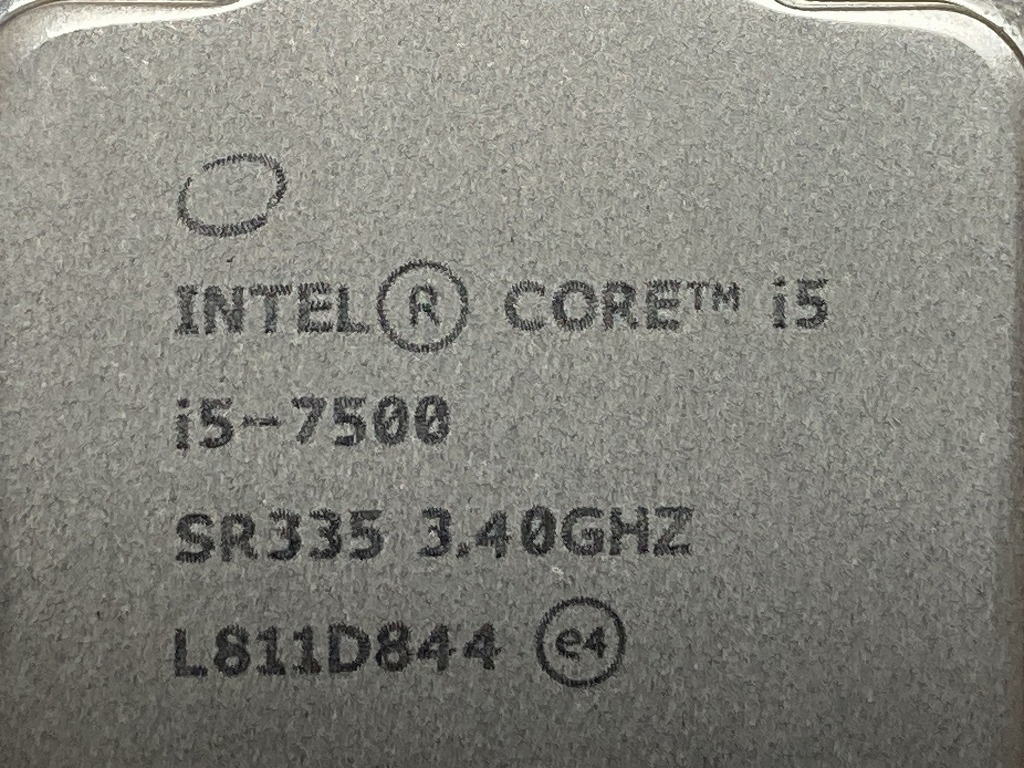 INTEL® CORE™ i5
i5-7500
SR335 3.40GHZ
L811D844 e4